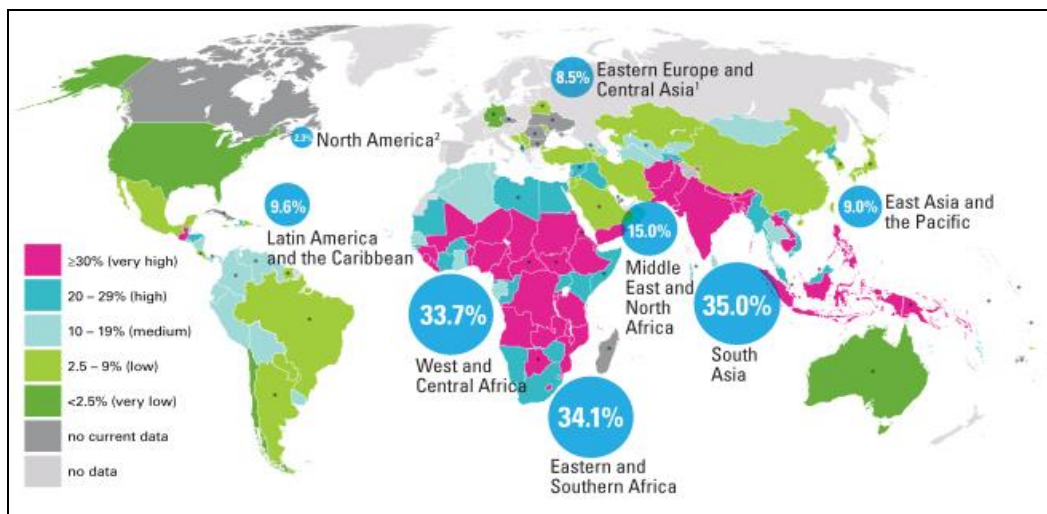 8.5%
Eastern Europe and
Central Asia¹
2.3%
North America²
9.6%
Latin America
and the Caribbean
9.0%
East Asia and
the Pacific
15.0%
Middle
East and
North
Africa
33.7%
West and
Central Africa
35.0%
South
Asia
34.1%
Eastern and
Southern Africa
≥30% (very high)
20 – 29% (high)
10 – 19% (medium)
2.5 – 9% (low)
<2.5% (very low)
no current data
no data